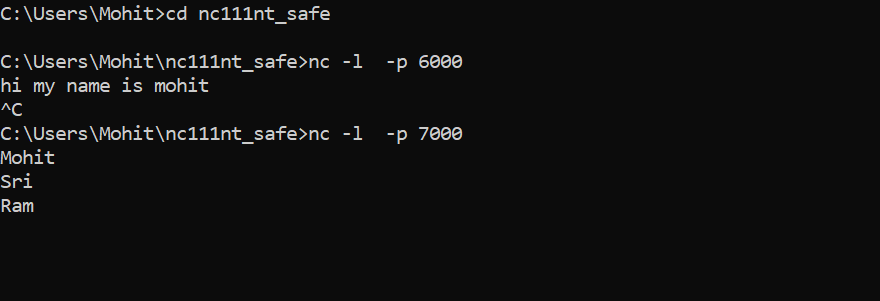 C:\Users\Mohit>cd nc111nt_safe
C:\Users\Mohit\nc111nt_safe>nc -l  -p 6000
hi my name is mohit
^C
C:\Users\Mohit\nc111nt_safe>nc -l  -p 7000
Mohit
Sri
Ram